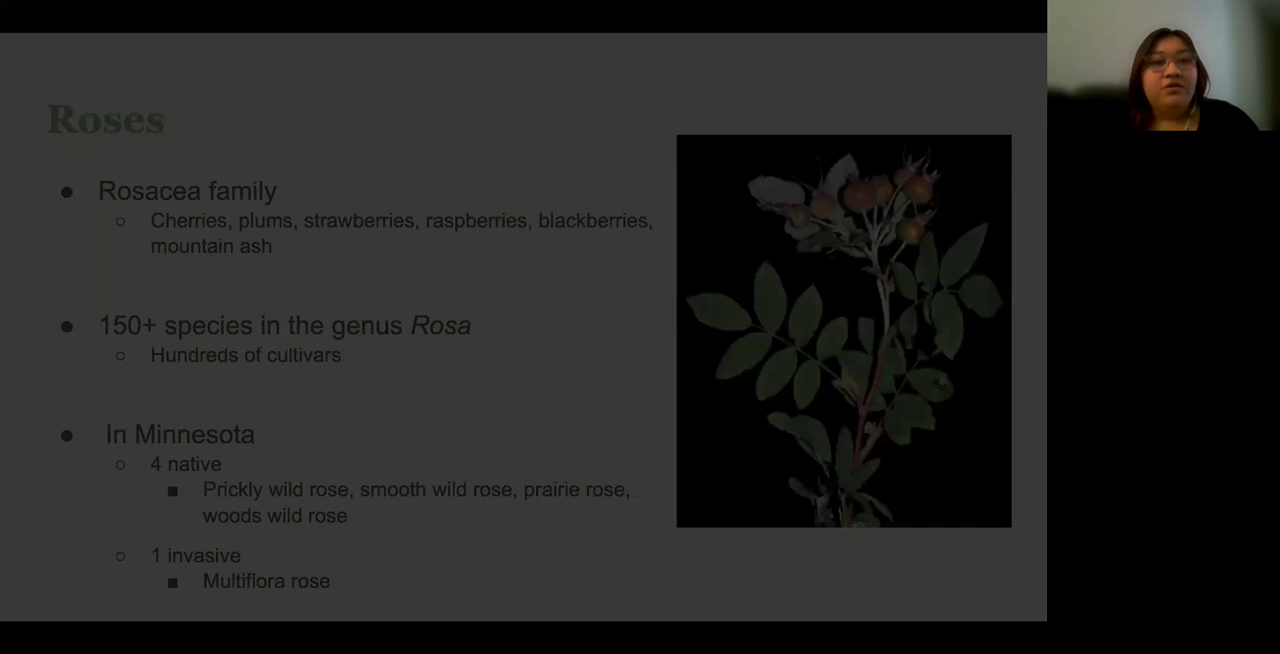 Roses
● Rosacea family
○ Cherries, plums, strawberries, raspberries, blackberries,
mountain ash
● 150+ species in the genus Rosa
○ Hundreds of cultivars
● In Minnesota
○ 4 native
■ Prickly wild rose, smooth wild rose, prairie rose,
woods wild rose
○ 1 invasive
■ Multiflora rose